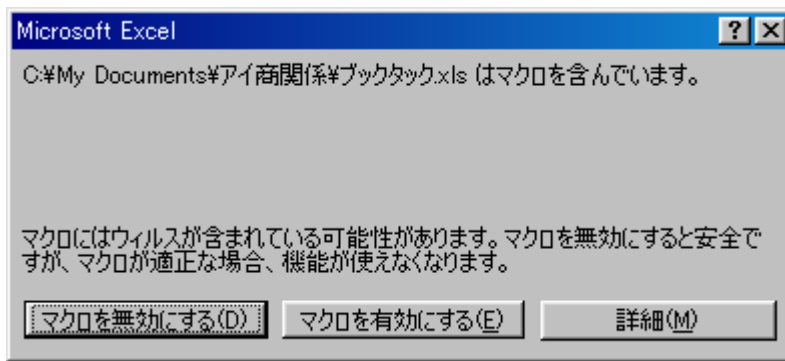 Microsoft Excel
C:¥My Documents¥アイ商関係¥ブックタック.xls はマクロを含んでいます。
マクロにはウィルスが含まれている可能性があります。マクロを無効にすると安全で
すが、マクロが適正な場合、機能が使えなくなります。
マクロを無効にする(D) マクロを有効にする(E) 詳細(M)